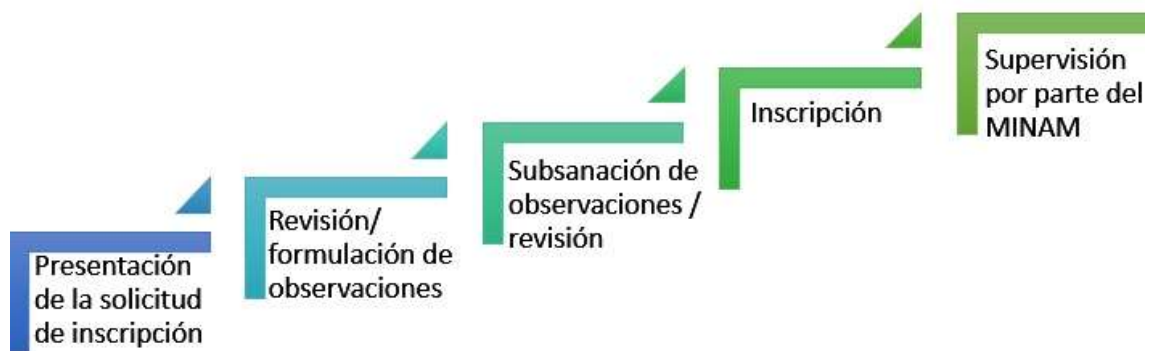 Presentación
de la solicitud
de inscripción
Revisión/
formulación de
observaciones
Subsanación de
observaciones /
revisión
Inscripción
Supervisión
por parte del
MINAM